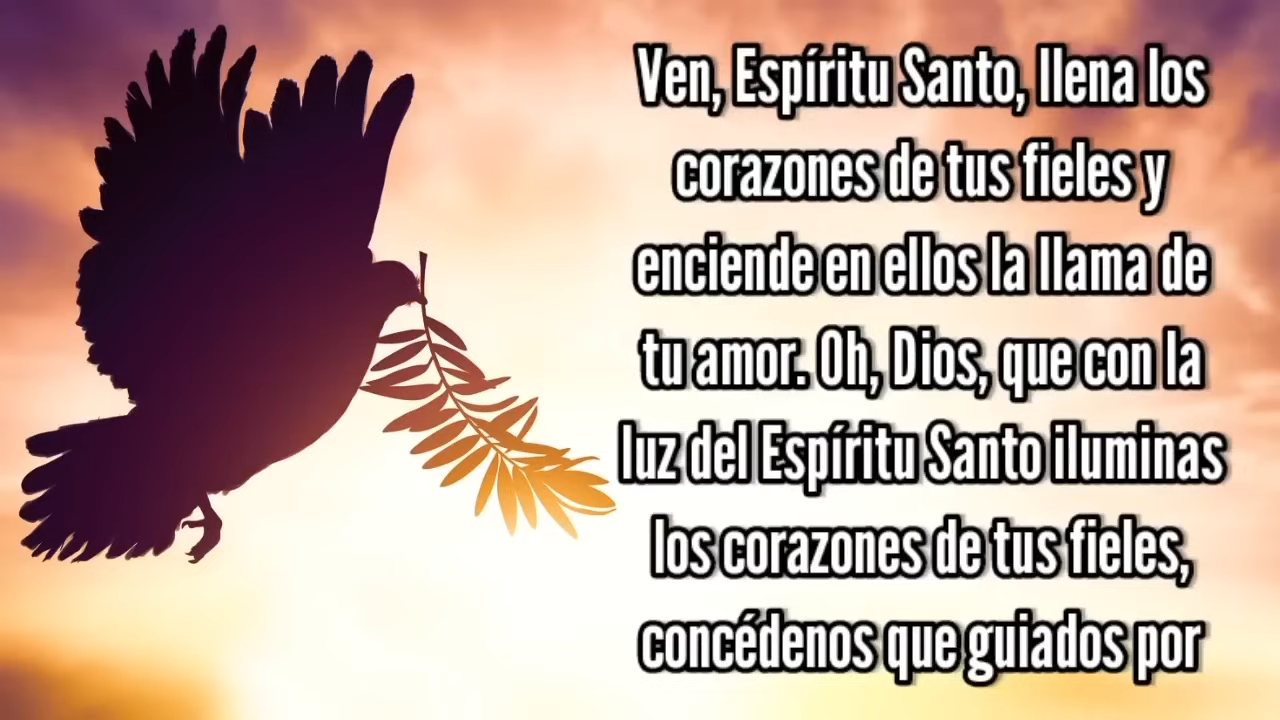 Ven, Espíritu Santo, llena los
corazones de tus fieles y
enciende en ellos la llama de
tu amor. Oh, Dios, que con la
luz del Espíritu Santo iluminas
los corazones de tus fieles,
concédenos que guiados por